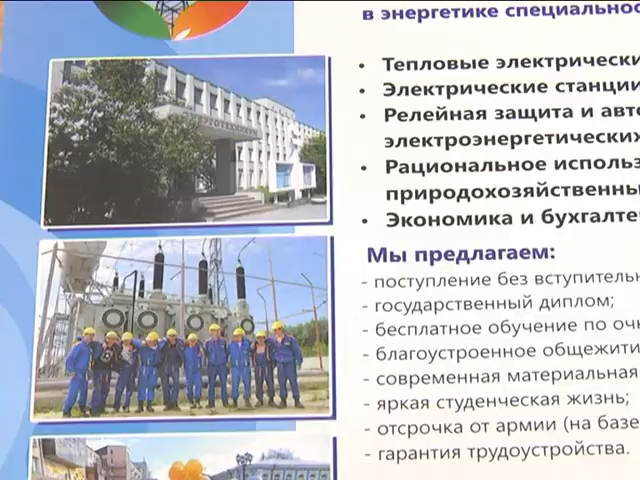 в энергетике специальнос
• Тепловые электрически
• Электрические станции
• Релейная защита и авто
электроэнергетических
• Рациональное использ
природохозяйственны
• Экономика и бухгалте
Мы предлагаем:
- поступление без вступительн
- государственный диплом;
- бесплатное обучение по очн
- благоустроенное общежити
- современная материальная
- яркая студенческая жизнь;
- отсрочка от армии (на базе
- гарантия трудоустройства.